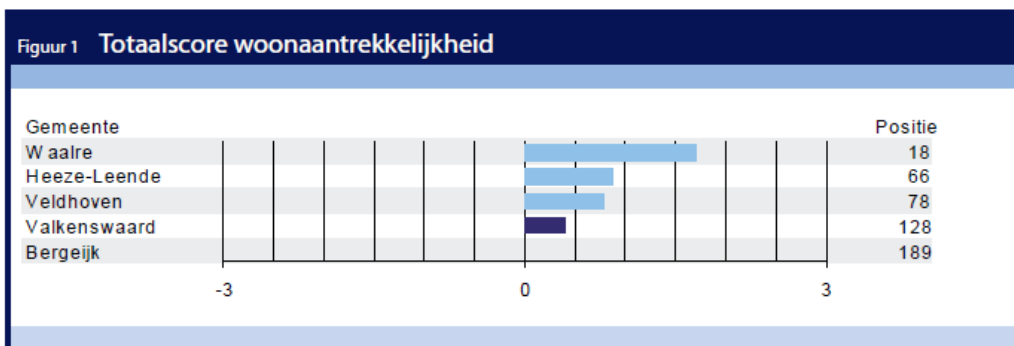 Figuur 1 Totaalscore woonaantrekkelijkheid
Gemeente Positie
Waalre 18
Heeze-Leende 66
Veldhoven 78
Valkenswaard 128
Bergeijk 189
-3 0 3